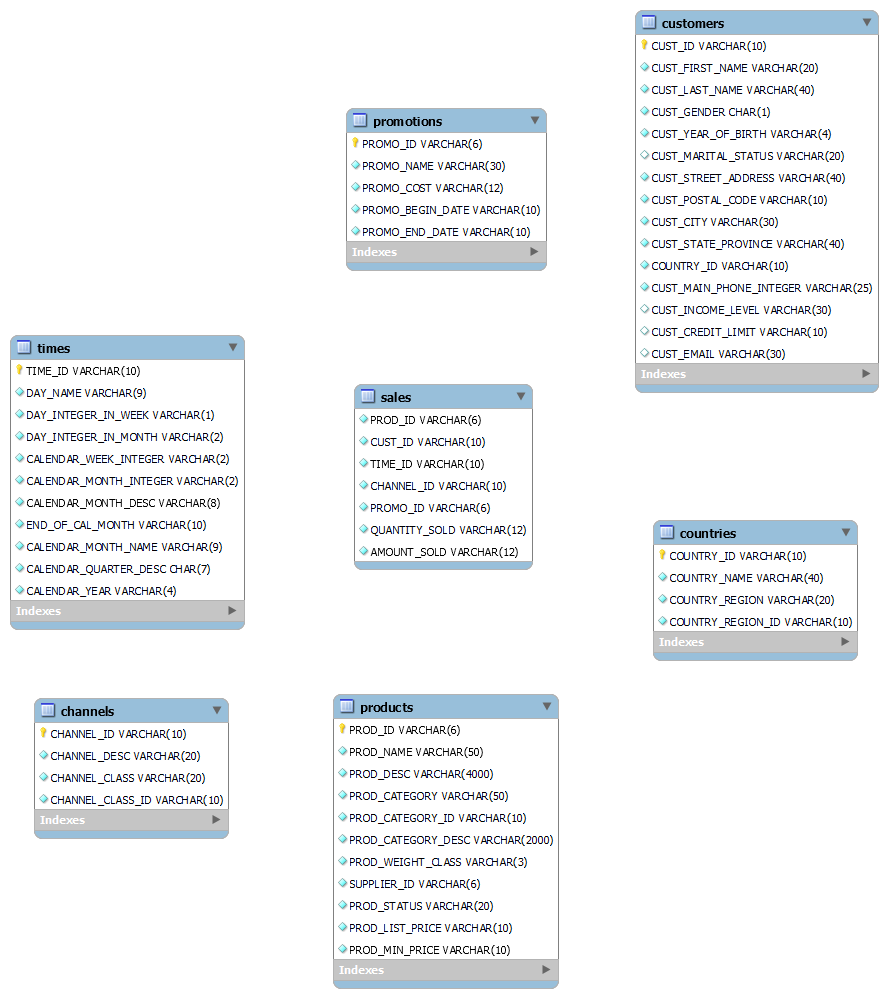 customers
CUST_ID VARCHAR(10)
CUST_FIRST_NAME VARCHAR(20)
CUST_LAST_NAME VARCHAR(40)
CUST_GENDER CHAR(1)
CUST_YEAR_OF_BIRTH VARCHAR(4)
CUST_MARITAL_STATUS VARCHAR(20)
CUST_STREET_ADDRESS VARCHAR(40)
CUST_POSTAL_CODE VARCHAR(10)
CUST_CITY VARCHAR(30)
CUST_STATE_PROVINCE VARCHAR(40)
COUNTRY_ID VARCHAR(10)
CUST_MAIN_PHONE_INTEGER VARCHAR(25)
CUST_INCOME_LEVEL VARCHAR(30)
CUST_CREDIT_LIMIT VARCHAR(10)
CUST_EMAIL VARCHAR(30)
Indexes
promotions
PROMO_ID VARCHAR(6)
PROMO_NAME VARCHAR(30)
PROMO_COST VARCHAR(12)
PROMO_BEGIN_DATE VARCHAR(10)
PROMO_END_DATE VARCHAR(10)
Indexes
times
TIME_ID VARCHAR(10)
DAY_NAME VARCHAR(9)
DAY_INTEGER_IN_WEEK VARCHAR(1)
DAY_INTEGER_IN_MONTH VARCHAR(2)
CALENDAR_WEEK_INTEGER VARCHAR(2)
CALENDAR_MONTH_INTEGER VARCHAR(2)
CALENDAR_MONTH_DESC VARCHAR(8)
END_OF_CAL_MONTH VARCHAR(10)
CALENDAR_MONTH_NAME VARCHAR(9)
CALENDAR_QUARTER_DESC CHAR(7)
CALENDAR_YEAR VARCHAR(4)
Indexes
sales
PROD_ID VARCHAR(6)
CUST_ID VARCHAR(10)
TIME_ID VARCHAR(10)
CHANNEL_ID VARCHAR(10)
PROMO_ID VARCHAR(6)
QUANTITY_SOLD VARCHAR(12)
AMOUNT_SOLD VARCHAR(12)
countries
COUNTRY_ID VARCHAR(10)
COUNTRY_NAME VARCHAR(40)
COUNTRY_REGION VARCHAR(20)
COUNTRY_REGION_ID VARCHAR(10)
Indexes
channels
CHANNEL_ID VARCHAR(10)
CHANNEL_DESC VARCHAR(20)
CHANNEL_CLASS VARCHAR(20)
CHANNEL_CLASS_ID VARCHAR(10)
Indexes
products
PROD_ID VARCHAR(6)
PROD_NAME VARCHAR(50)
PROD_DESC VARCHAR(4000)
PROD_CATEGORY VARCHAR(50)
PROD_CATEGORY_ID VARCHAR(10)
PROD_CATEGORY_DESC VARCHAR(2000)
PROD_WEIGHT_CLASS VARCHAR(3)
SUPPLIER_ID VARCHAR(6)
PROD_STATUS VARCHAR(20)
PROD_LIST_PRICE VARCHAR(10)
PROD_MIN_PRICE VARCHAR(10)
Indexes